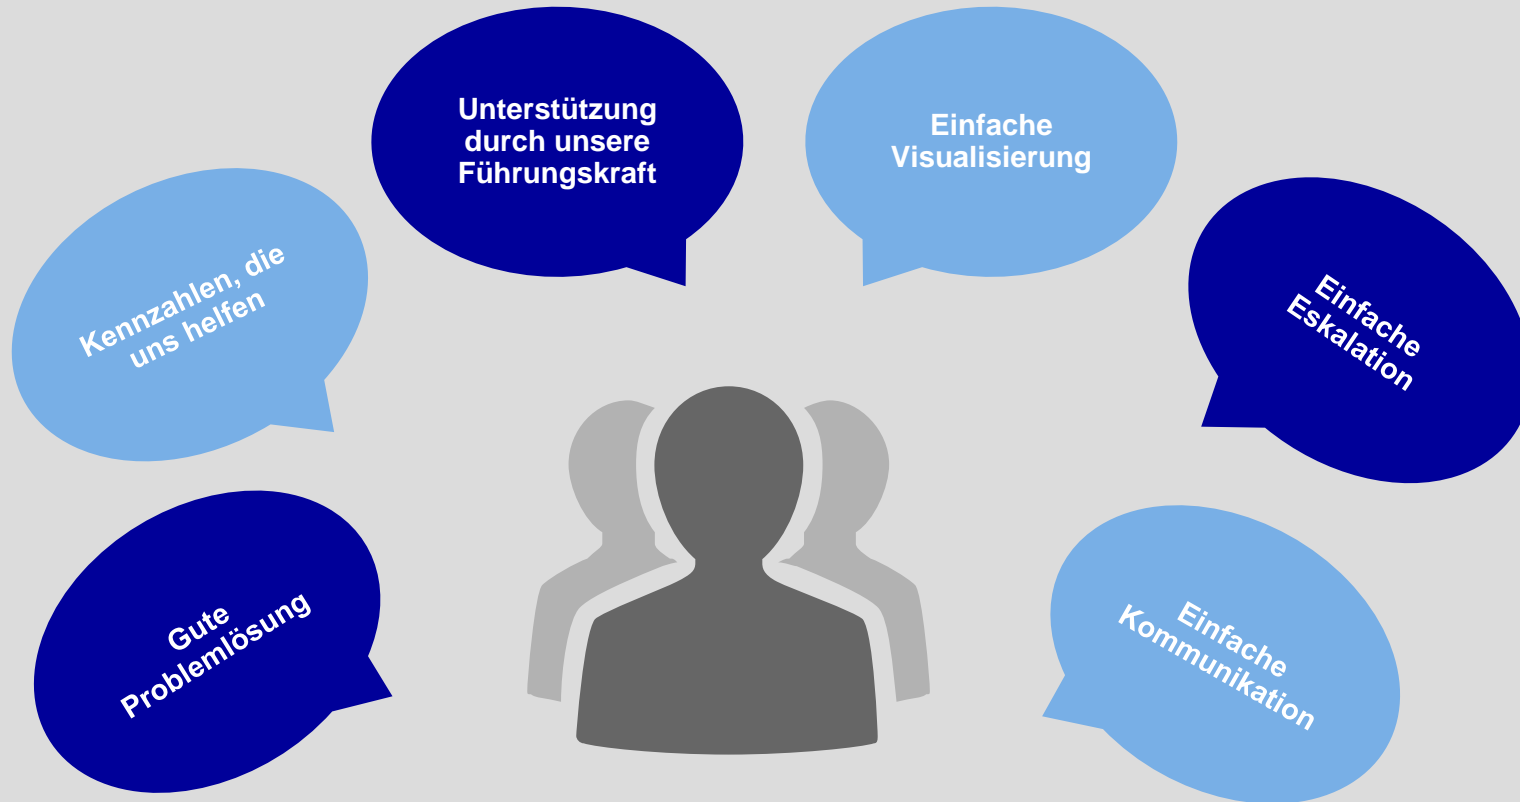 Unterstützung
durch unsere
Führungskraft
Einfache
Visualisierung
Kennzahlen, die
uns helfen
Einfache
Eskalation
Gute
Problemlösung
Einfache
Kommunikation